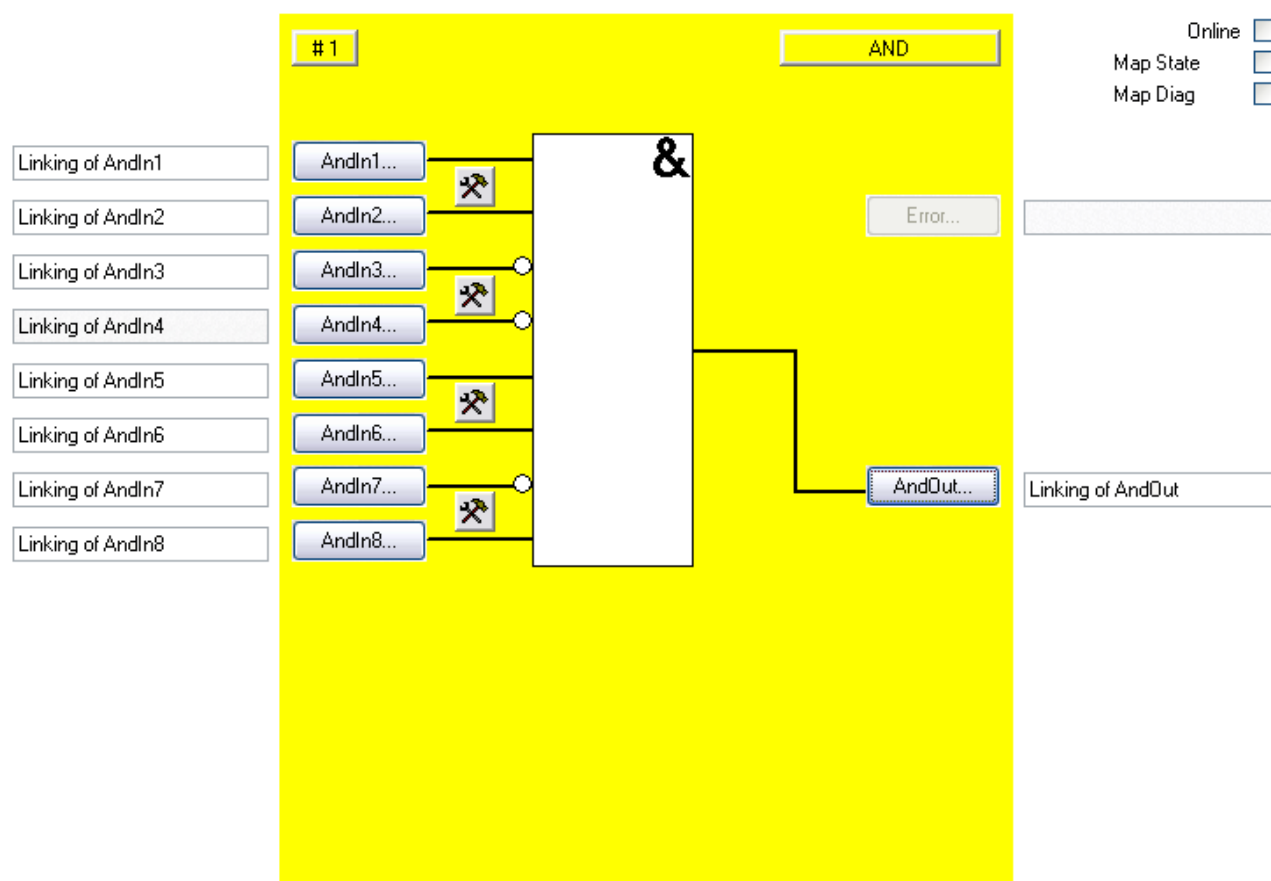 # 1
AND
Online
Map State
Map Diag
&
Linking of AndIn1
AndIn1...
Linking of AndIn2
AndIn2...
Error...
Linking of AndIn3
AndIn3...
Linking of AndIn4
AndIn4...
Linking of AndIn5
AndIn5...
Linking of AndIn6
AndIn6...
Linking of AndIn7
AndIn7...
AndOut...
Linking of AndOut
Linking of AndIn8
AndIn8...